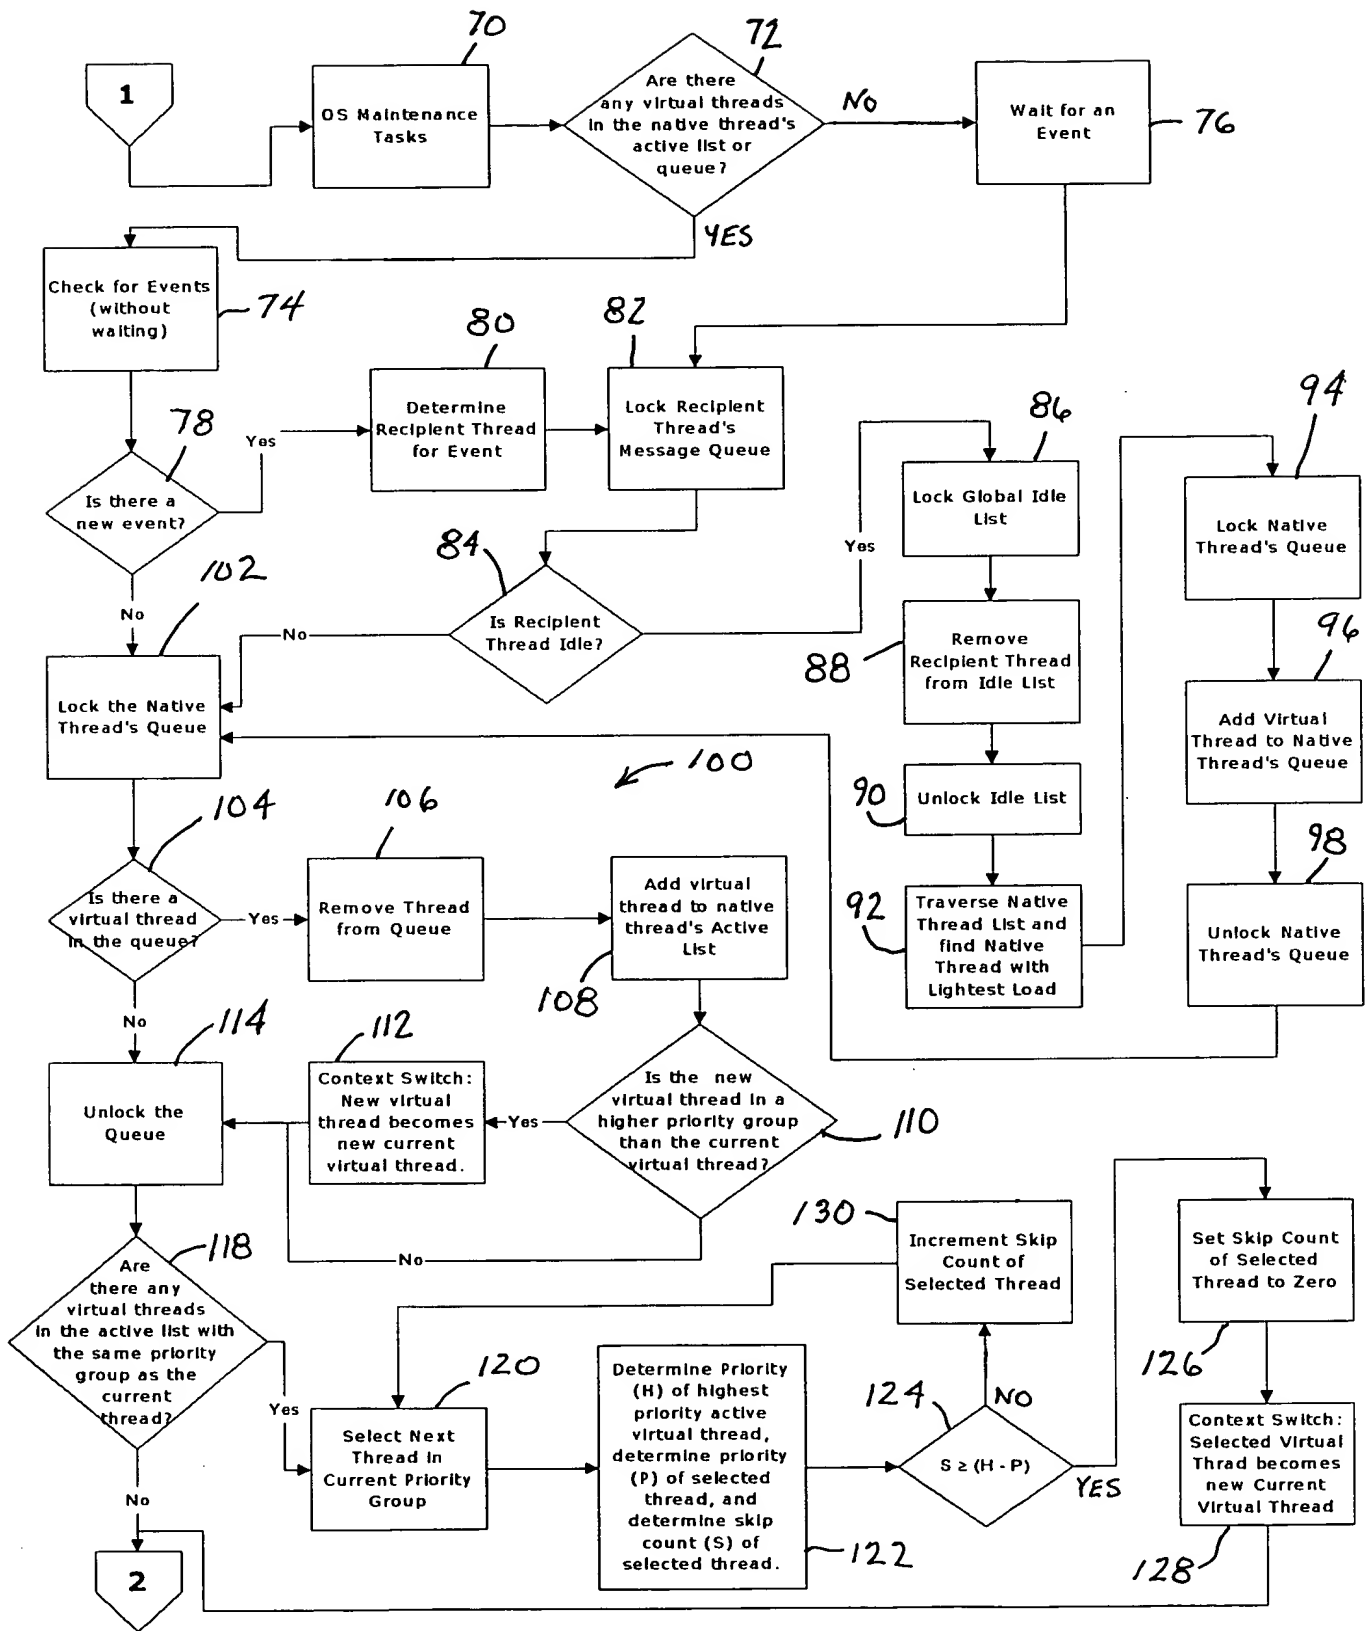 70
72
1
OS Maintenance
Tasks
Are there
any virtual threads
in the native thread's
active list or
queue?
NO
Wait for an
Event
76
YES
Check for Events
(without
waiting)
74
80
82
Determine
Recipient Thread
for Event
Lock Recipient
Thread's
Message Queue
78
Yes
Is there a
new event?
86
94
Lock Global Idle
List
Lock Native
Thread's Queue
84
Yes
102
No
Is Recipient
Thread Idle?
No
88
Remove
Recipient Thread
from Idle List
96
Lock the Native
Thread's Queue
Add Virtual
Thread to Native
Thread's Queue
100
90
Unlock Idle List
104
106
98
Is there a
virtual thread
in the queue?
Yes
Remove Thread
from Queue
Add virtual
thread to native
thread's Active
List
108
92
Traverse Native
Thread List and
find Native
Thread with
Lightest Load
Unlock Native
Thread's Queue
No
114
112
Unlock the
Queue
Context Switch:
New virtual
thread becomes
new current
virtual thread.
Yes
Is the new
virtual thread in a
higher priority group
than the current
virtual thread?
110
No
118
Are
there any
virtual threads
in the active list with
the same priority
group as the
current
thread?
130
Increment Skip
Count of
Selected Thread
Set Skip Count
of Selected
Thread to Zero
126
Yes
120
Select Next
Thread in
Current Priority
Group
Determine Priority
(H) of highest
priority active
virtual thread,
determine priority
(P) of selected
thread, and
determine skip
count (S) of
selected thread.
122
124
NO
S ≥ (H - P)
YES
Context Switch:
Selected Virtual
Thrad becomes
new Current
Virtual Thread
128
No
2